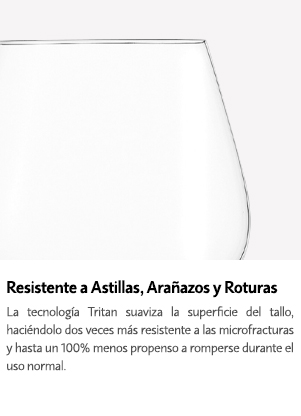 Resistente a Astillas, Arañazos y Roturas
La tecnología Tritan suaviza la superficie del tallo,
haciéndolo dos veces más resistente a las microfracturas
y hasta un 100% menos propenso a romperse durante el
uso normal.